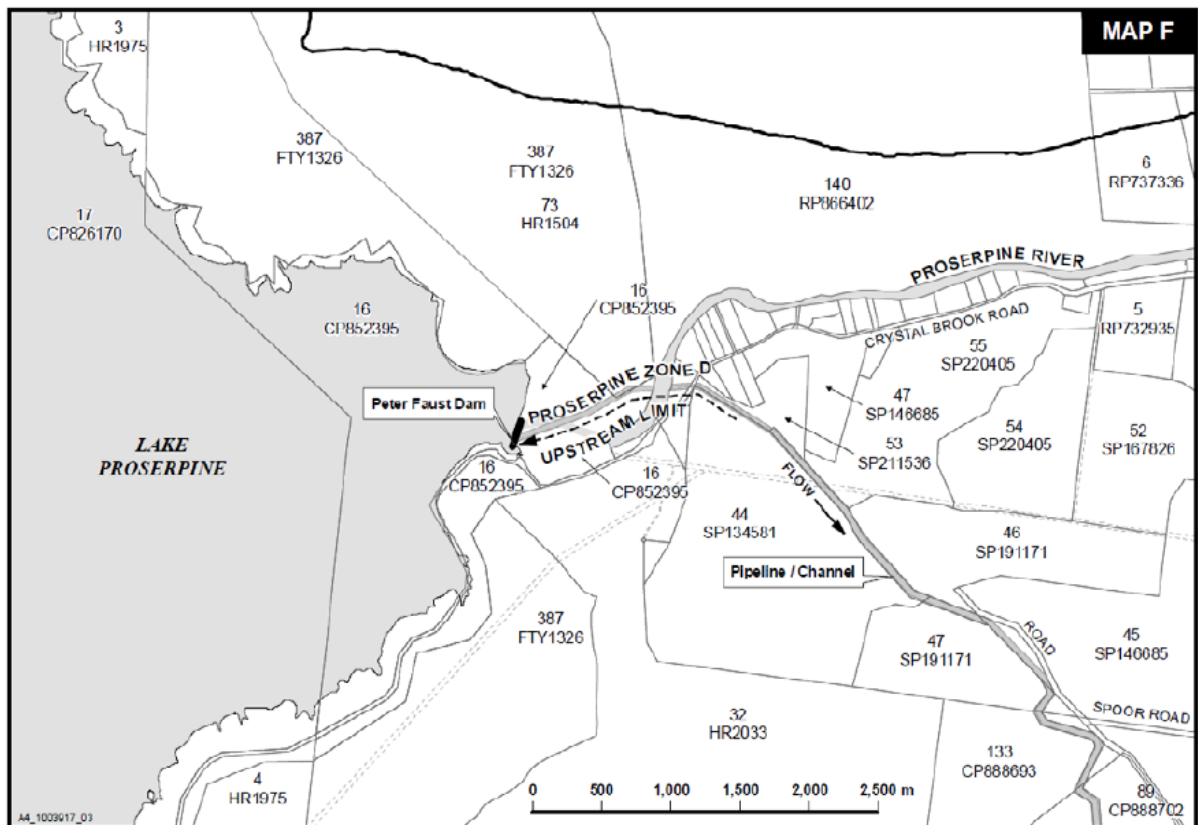 MAP F
3
HR1975
387
FTY1326
387
FTY1326
73
HR1504
140
RP866402
6
RP737336
17
CP826170
PROSERPINE RIVER
16
CP852395
16
CP852395
CRYSTAL BROOK ROAD
5
RP732935
55
SP220405
PROSERPINE ZONE D
Peter Faust Dam
47
SP146685
UPSTREAM LIMIT
54
SP220405
52
SP167826
53
SP211536
LAKE
PROSERPINE
16
CP852395
16
CP852395
FLOW
44
SP134581
46
SP191171
Pipeline / Channel
387
FTY1326
ROAD
47
SP191171
45
SP140685
SPOOR ROAD
32
HR2033
133
CP888693
4
HR1975
89
CP888702
0 500 1,000 1,500 2,000 2,500 m
A4_1003917_03